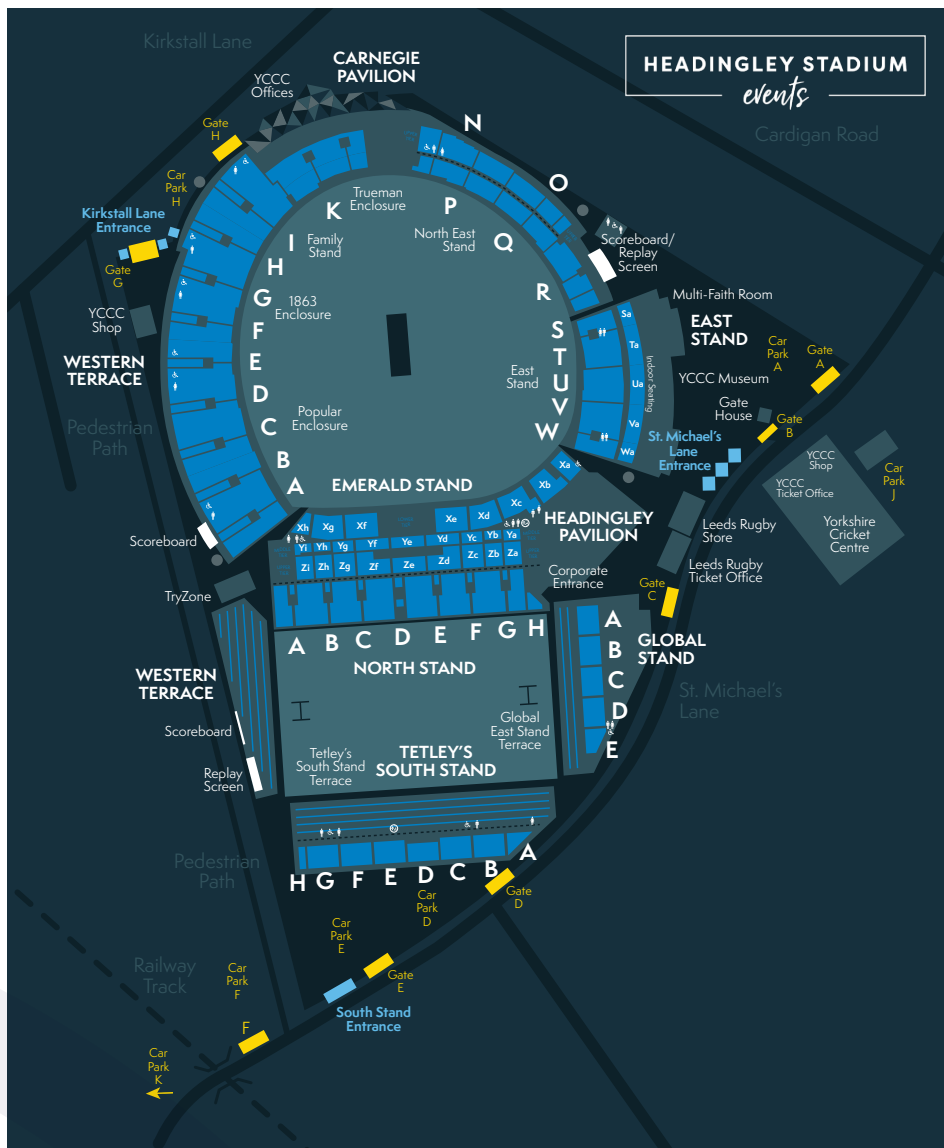 Kirkstall Lane
CARNEGIE
PAVILION
YCCC
Offices
HEADINGLEY STADIUM
events
Cardigan Road
Gate
H
N
Car
Park
H
O
Trueman
Enclosure
K
P
Kirkstall Lane
Entrance
Family
Stand
I
North East
Stand
Q
Scoreboard/
Replay
Screen
Gate
G
H
G
1863
Enclosure
R
Multi-Faith Room
YCCC
Shop
F
S
Sa
EAST
STAND
WESTERN
TERRACE
E
T
Ta
Car
Park
A
Gate
A
East
Stand
U
Ua
Indoor Seating
YCCC Museum
D
V
Va
Gate
House
Gate
B
Pedestrian
Path
Popular
Enclosure
C
W
Wa
St. Michael's
Lane
Entrance
B
Xa
YCCC
Shop
YCCC
Ticket Office
Car
Park
J
A
EMERALD STAND
Xb
Xh
Xg
Xf
Xe
Xd
Xc
HEADINGLEY
PAVILION
Leeds Rugby
Store
Yorkshire
Cricket
Centre
Scoreboard
Yi
Yh
Yg
Yf
Ye
Yd
Yc
Yb
Ya
Zi
Zh
Zg
Zf
Ze
Zd
Zc
Zb
Za
Leeds Rugby
Ticket Office
Corporate
Entrance
TryZone
Gate
C
A
B
C
D
E
F
G
H
NORTH STAND
A
B
C
D
E
GLOBAL
STAND
WESTERN
TERRACE
St. Michael's
Lane
Scoreboard
Global
East Stand
Terrace
Replay
Screen
Tetley's
South Stand
Terrace
TETLEY'S
SOUTH STAND
Pedestrian
Path
H
G
F
E
D
C
B
A
Gate
D
Car
Park
D
Car
Park
E
Railway
Track
Car
Park
F
Gate
E
South Stand
Entrance
F
Car
Park
K